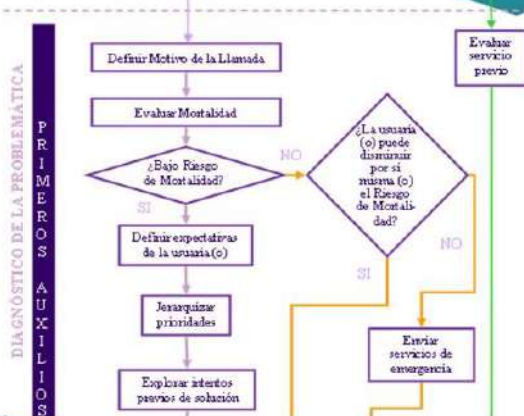 Definir Motivo de la Llamada
Evaluar
servicio
previo
Evaluar Mortalidad
¿Bajo Riesgo
de Mortalidad?
NO
SI
¿La usuaria
(o) puede
disminuir
por sí
misma (o)
el Riesgo
de Mortali-
dad?
NO
SI
Definir expectativas
de la usuaria (o)
Jerarquizar
prioridades
Enviar
servicios de
emergencia
Explorar intentos
previos de solución
DIAGNÓSTICO DE LA PROBLEMÁTICA
PRIMEROS AUXILIOS